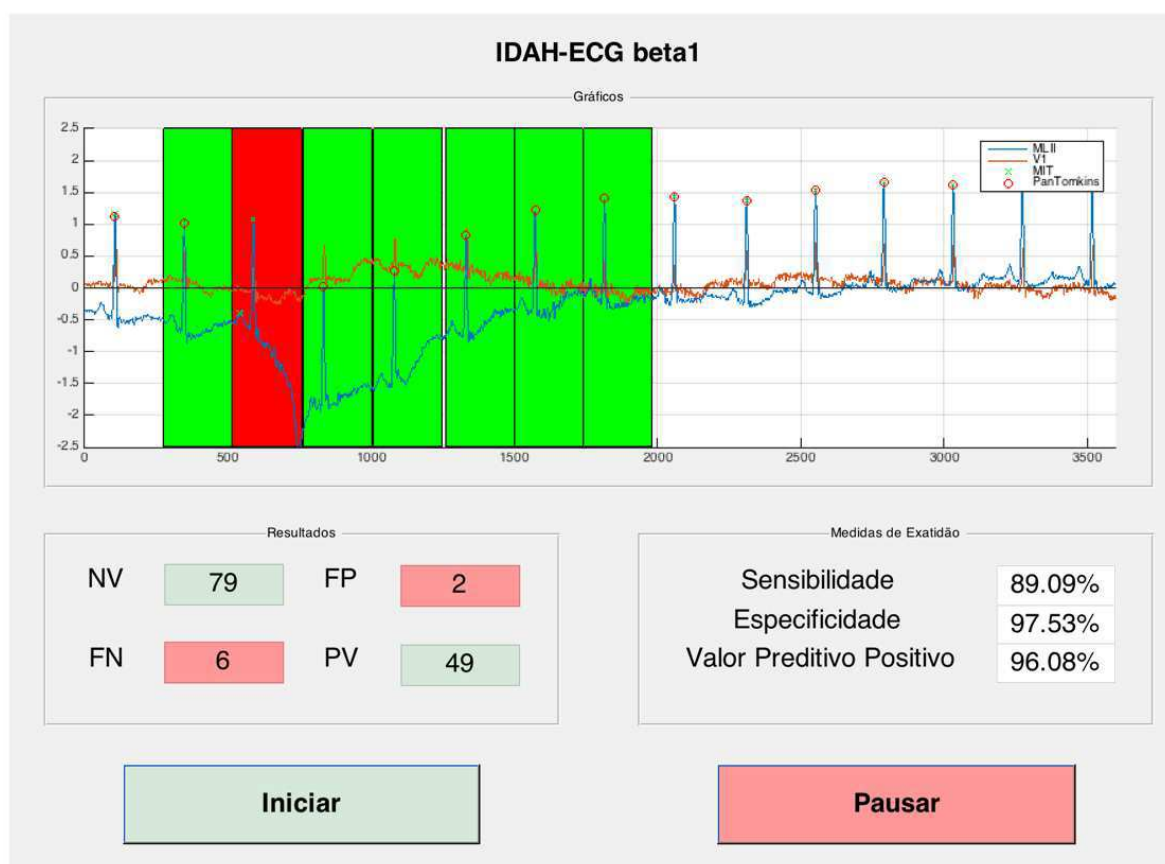 IDAH-ECG beta1
Gráficos
2.5
2
1.5
1
0.5
0
-0.5
-1
-1.5
-2
-2.5
0 500 1000 1500 2000 2500 3000 3500
MLII
V1
MIT
PanTomkins
Resultados
NV 79 FP 2
FN 6 PV 49
Medidas de Exatidão
Sensibilidade 89.09%
Especificidade 97.53%
Valor Preditivo Positivo 96.08%
Iniciar
Pausar